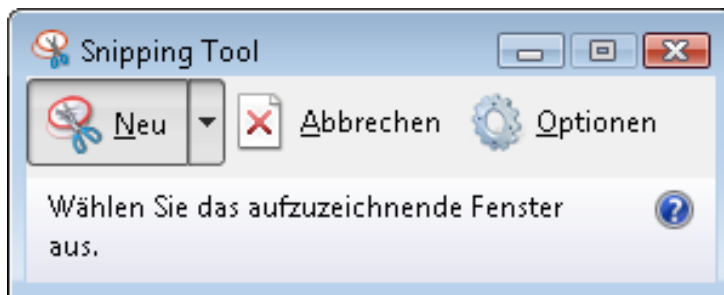 Snipping Tool
Neu Abbrechen Optionen
Wählen Sie das aufzuzeichnende Fenster
aus.